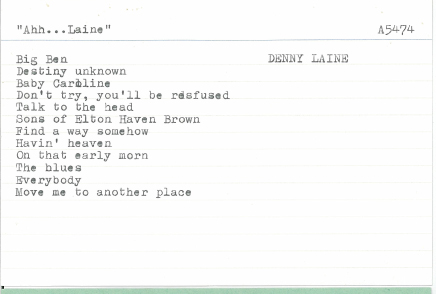 "Ahh...Laine" A5474
Big Ben DENNY LAINE
Destiny unknown
Baby Caroline
Don't try, you'll be resfused
Talk to the head
Sons of Elton Haven Brown
Find a way somehow
Havin' heaven
On that early morn
The blues
Everybody
Move me to another place